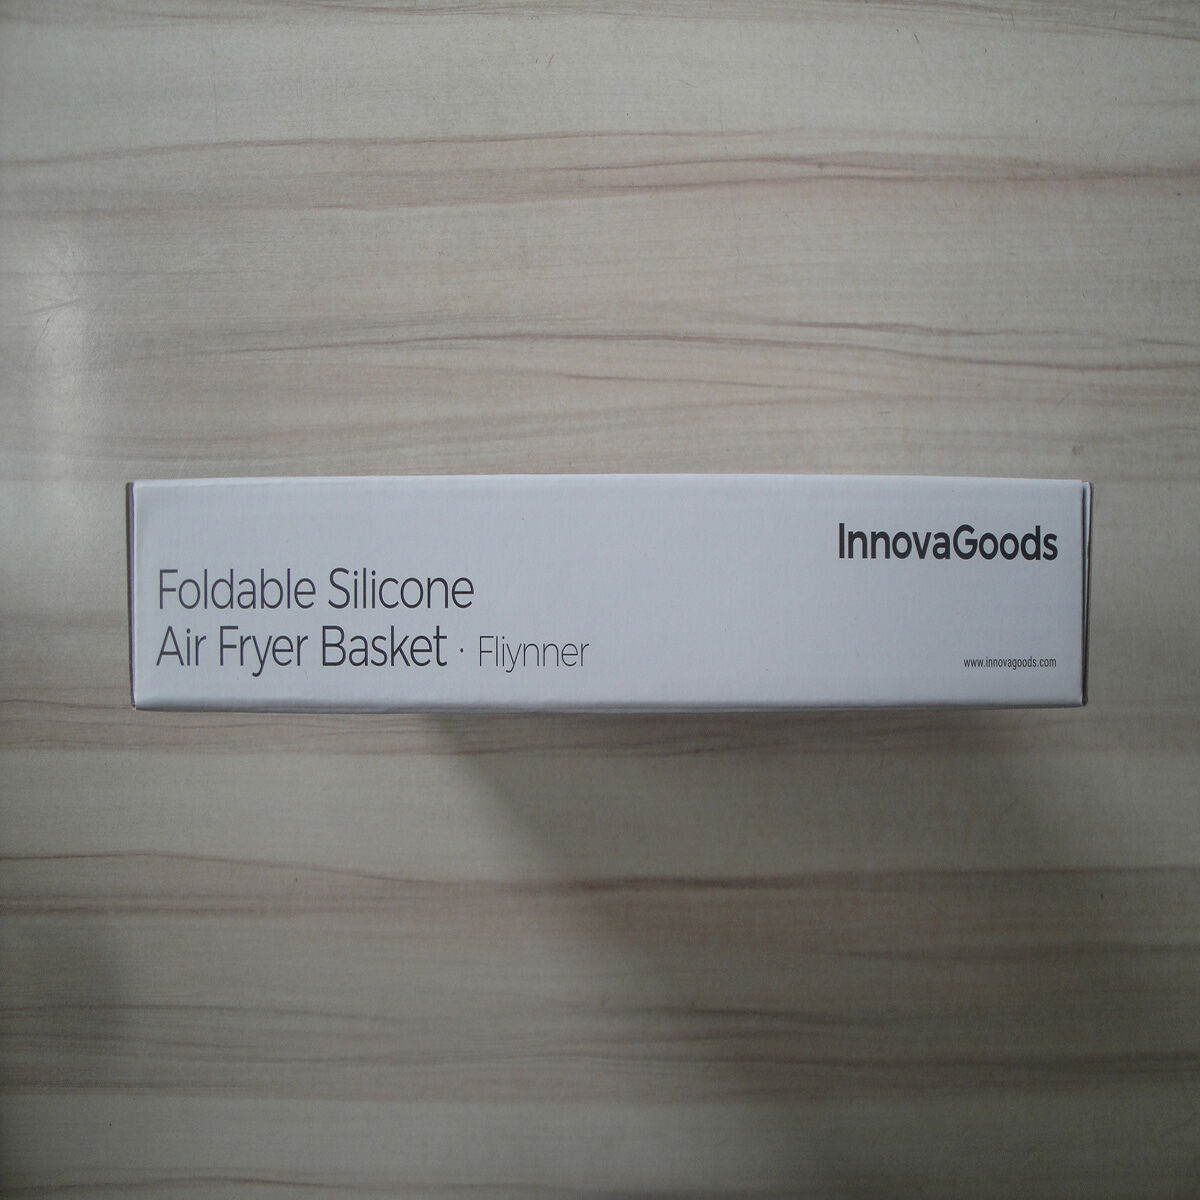 InnovaGoods
Foldable Silicone
Air Fryer Basket · Fliynner
www.innovagoods.com